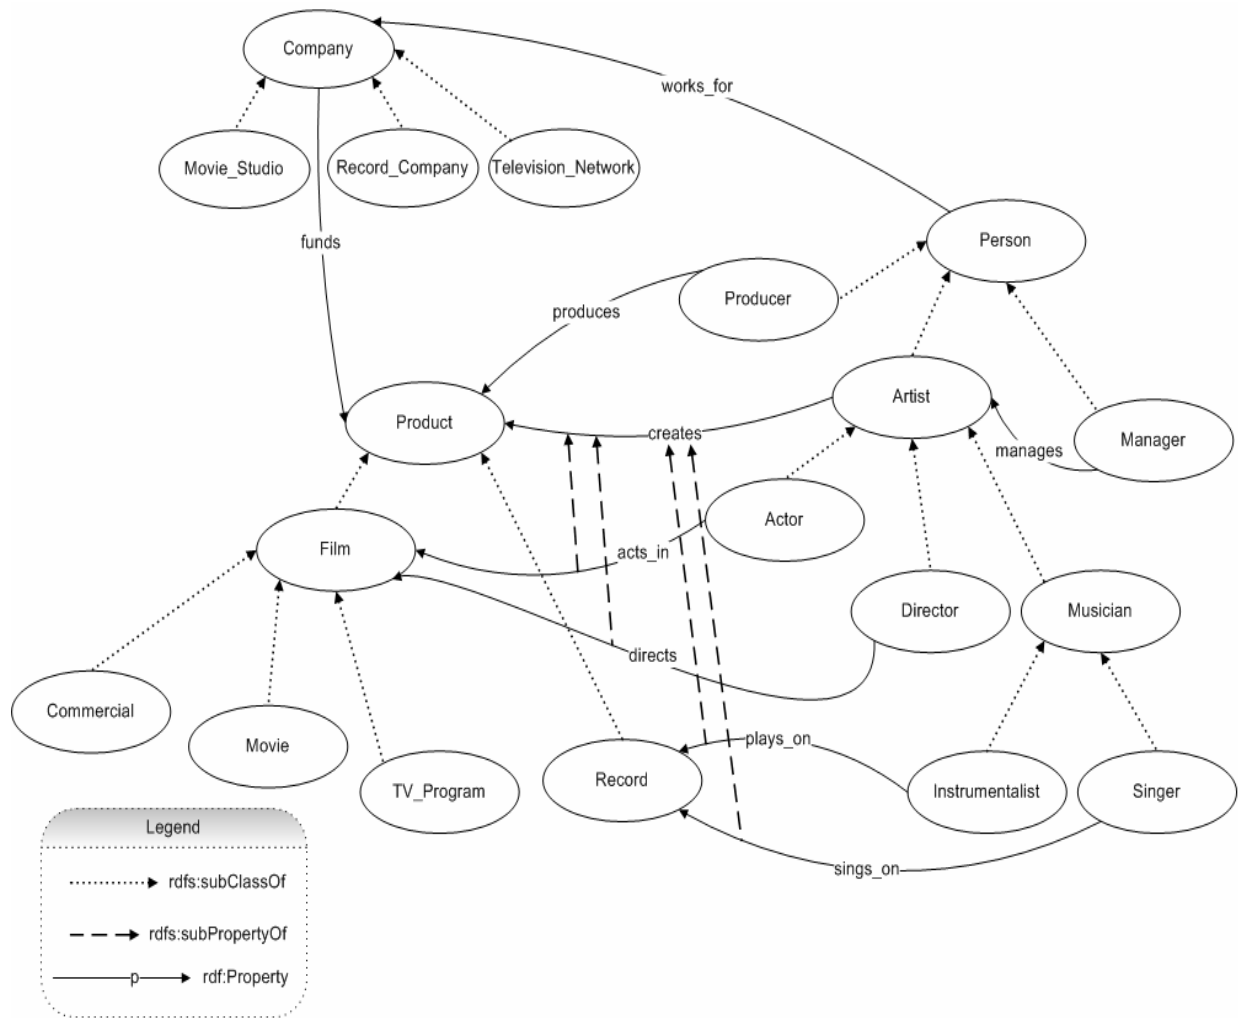 Company
works_for
Movie_Studio
Record_Company
Television_Network
funds
Person
Producer
produces
Artist
Product
creates
manages
Manager
Actor
Film
acts_in
Director
Musician
directs
Commercial
Movie
plays_on
TV_Program
Record
Instrumentalist
Singer
Legend
sings_on
rdfs:subClassOf
rdfs:subPropertyOf
p
rdf:Property